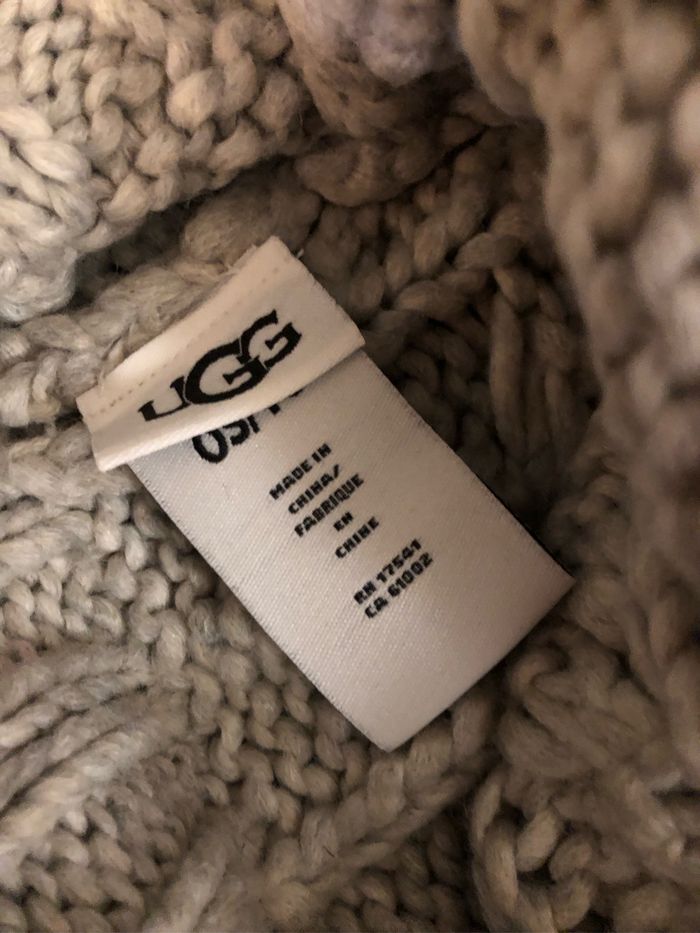 UGG
MADE IN
CHINA/
FABRIQUE
EN
CHINE
RN 17541
CA 61002